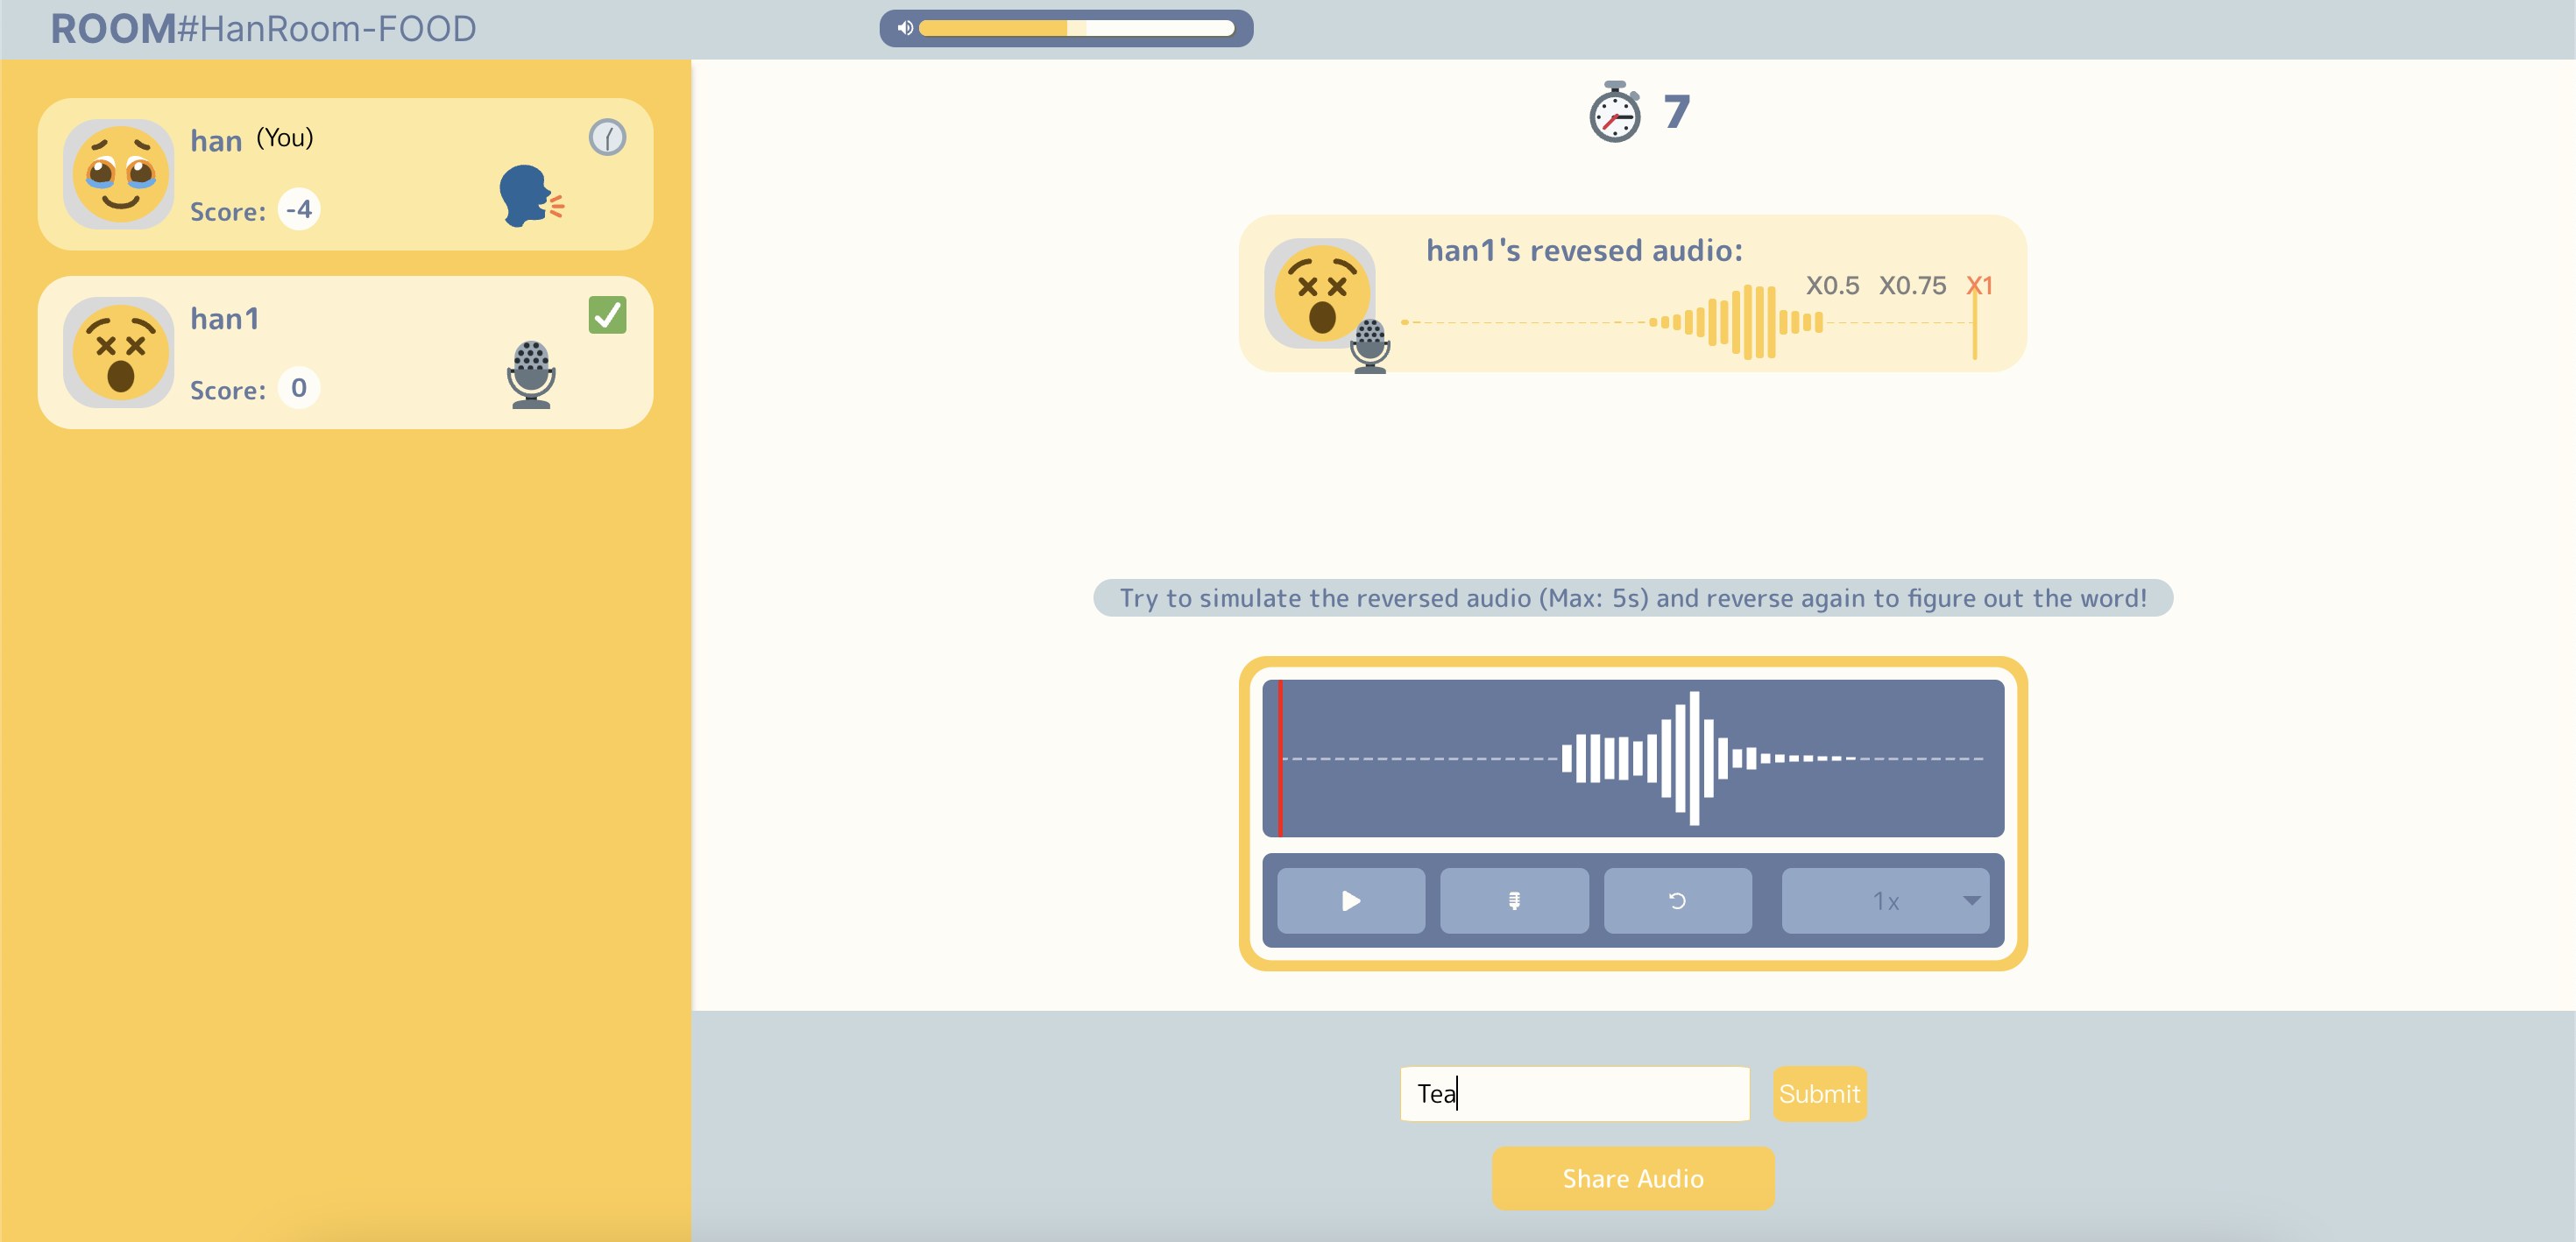 ROOM#HanRoom-FOOD
han (You)
Score: -4
han1
Score: 0
7
han1's revesed audio:
X0.5 X0.75 X1
Try to simulate the reversed audio (Max: 5s) and reverse again to figure out the word!
1x
Tea
Submit
Share Audio